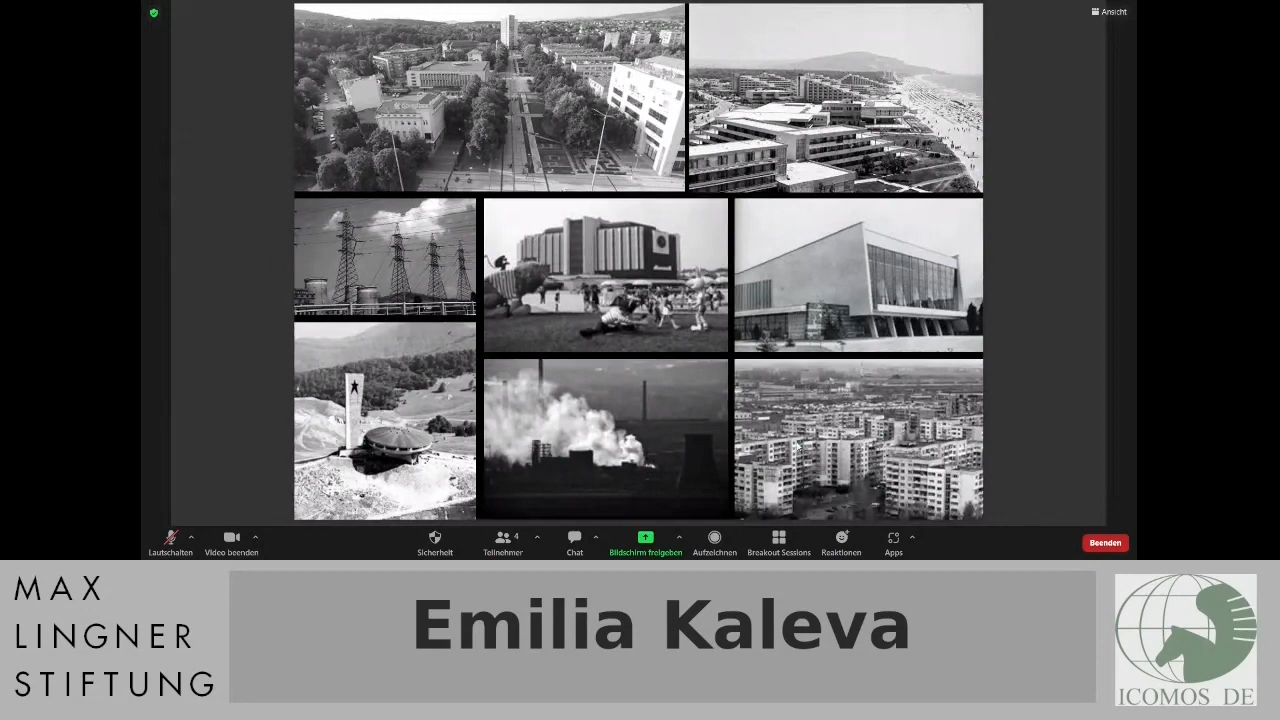 Ansicht
Lautschalten
Video beenden
Sicherheit
Teilnehmer
4
Chat
Bildschirm freigeben
Aufzeichnen
Breakout Sessions
Reaktionen
Apps
Beenden
MAX
LINGNER
STIFTUNG
Emilia Kaleva
ICOMOS DE